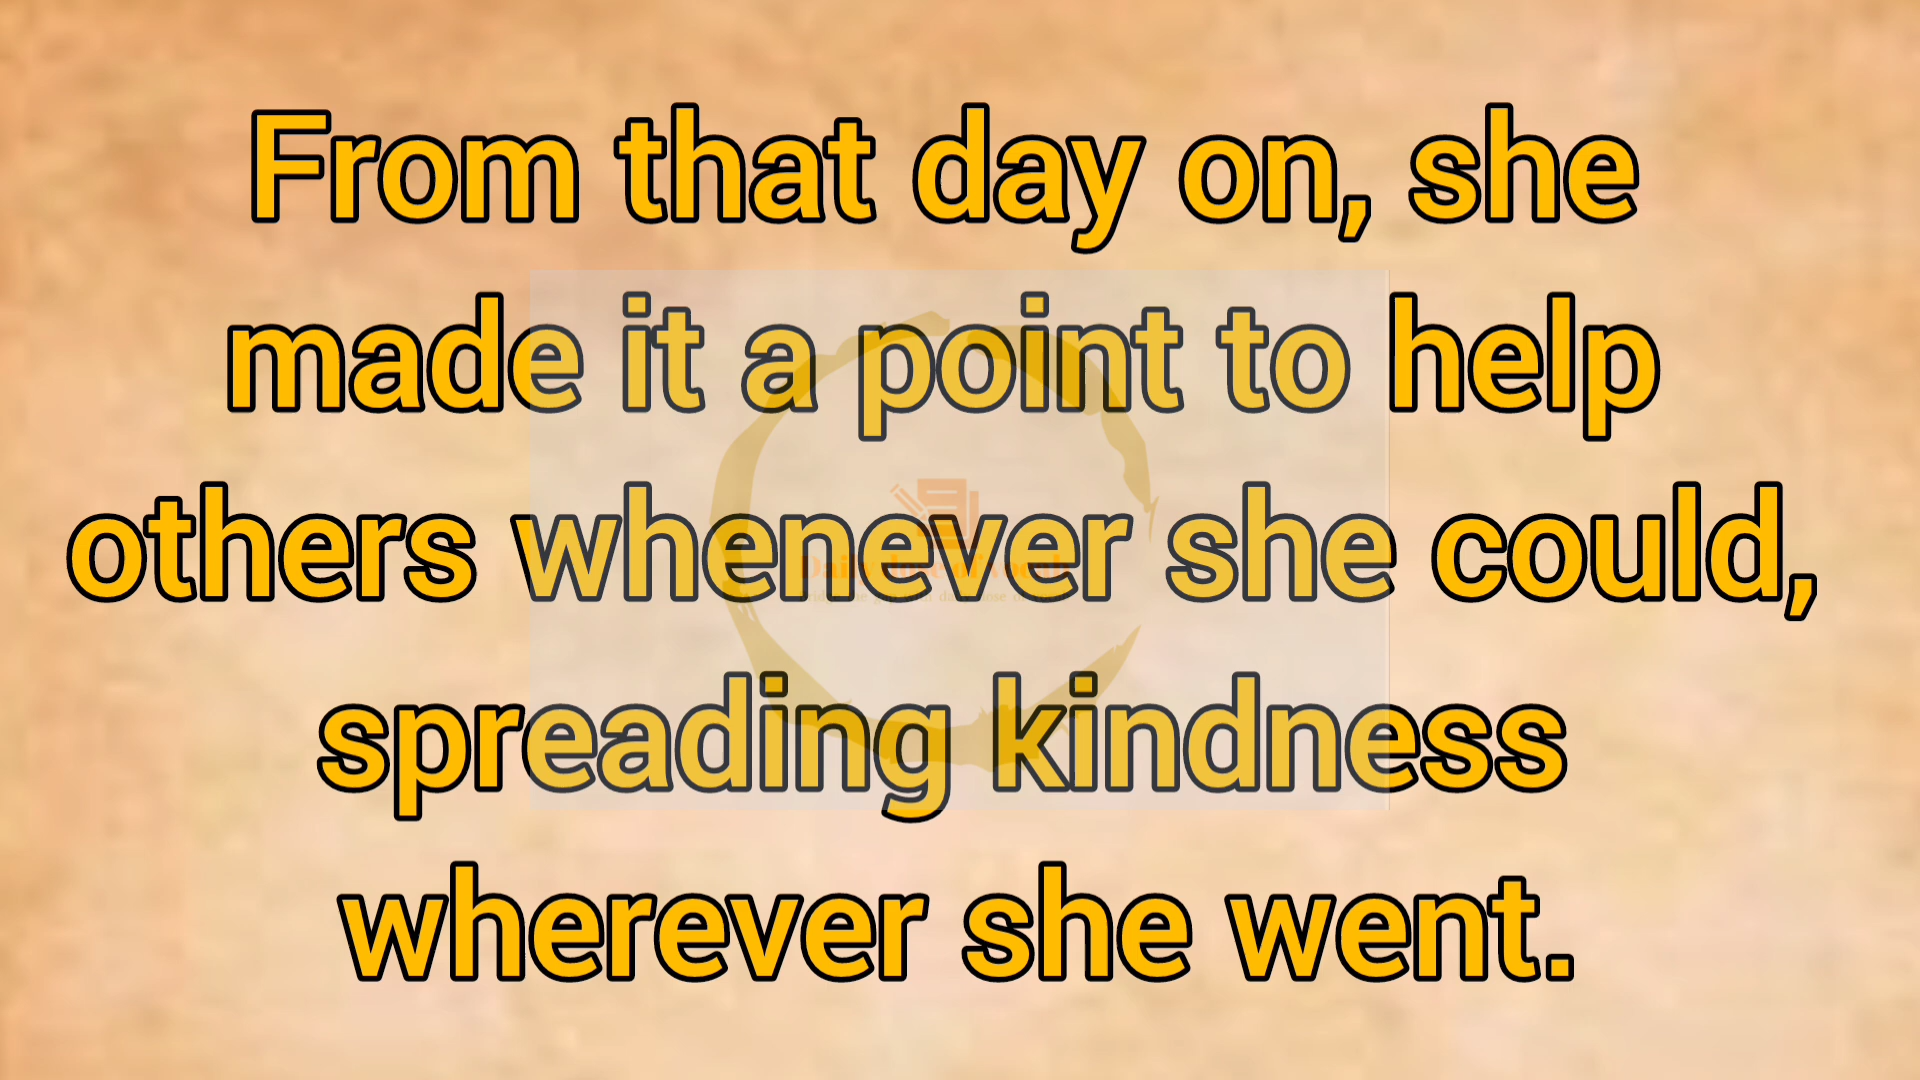 From that day on, she
made it a point to help
others whenever she could,
spreading kindness
wherever she went.